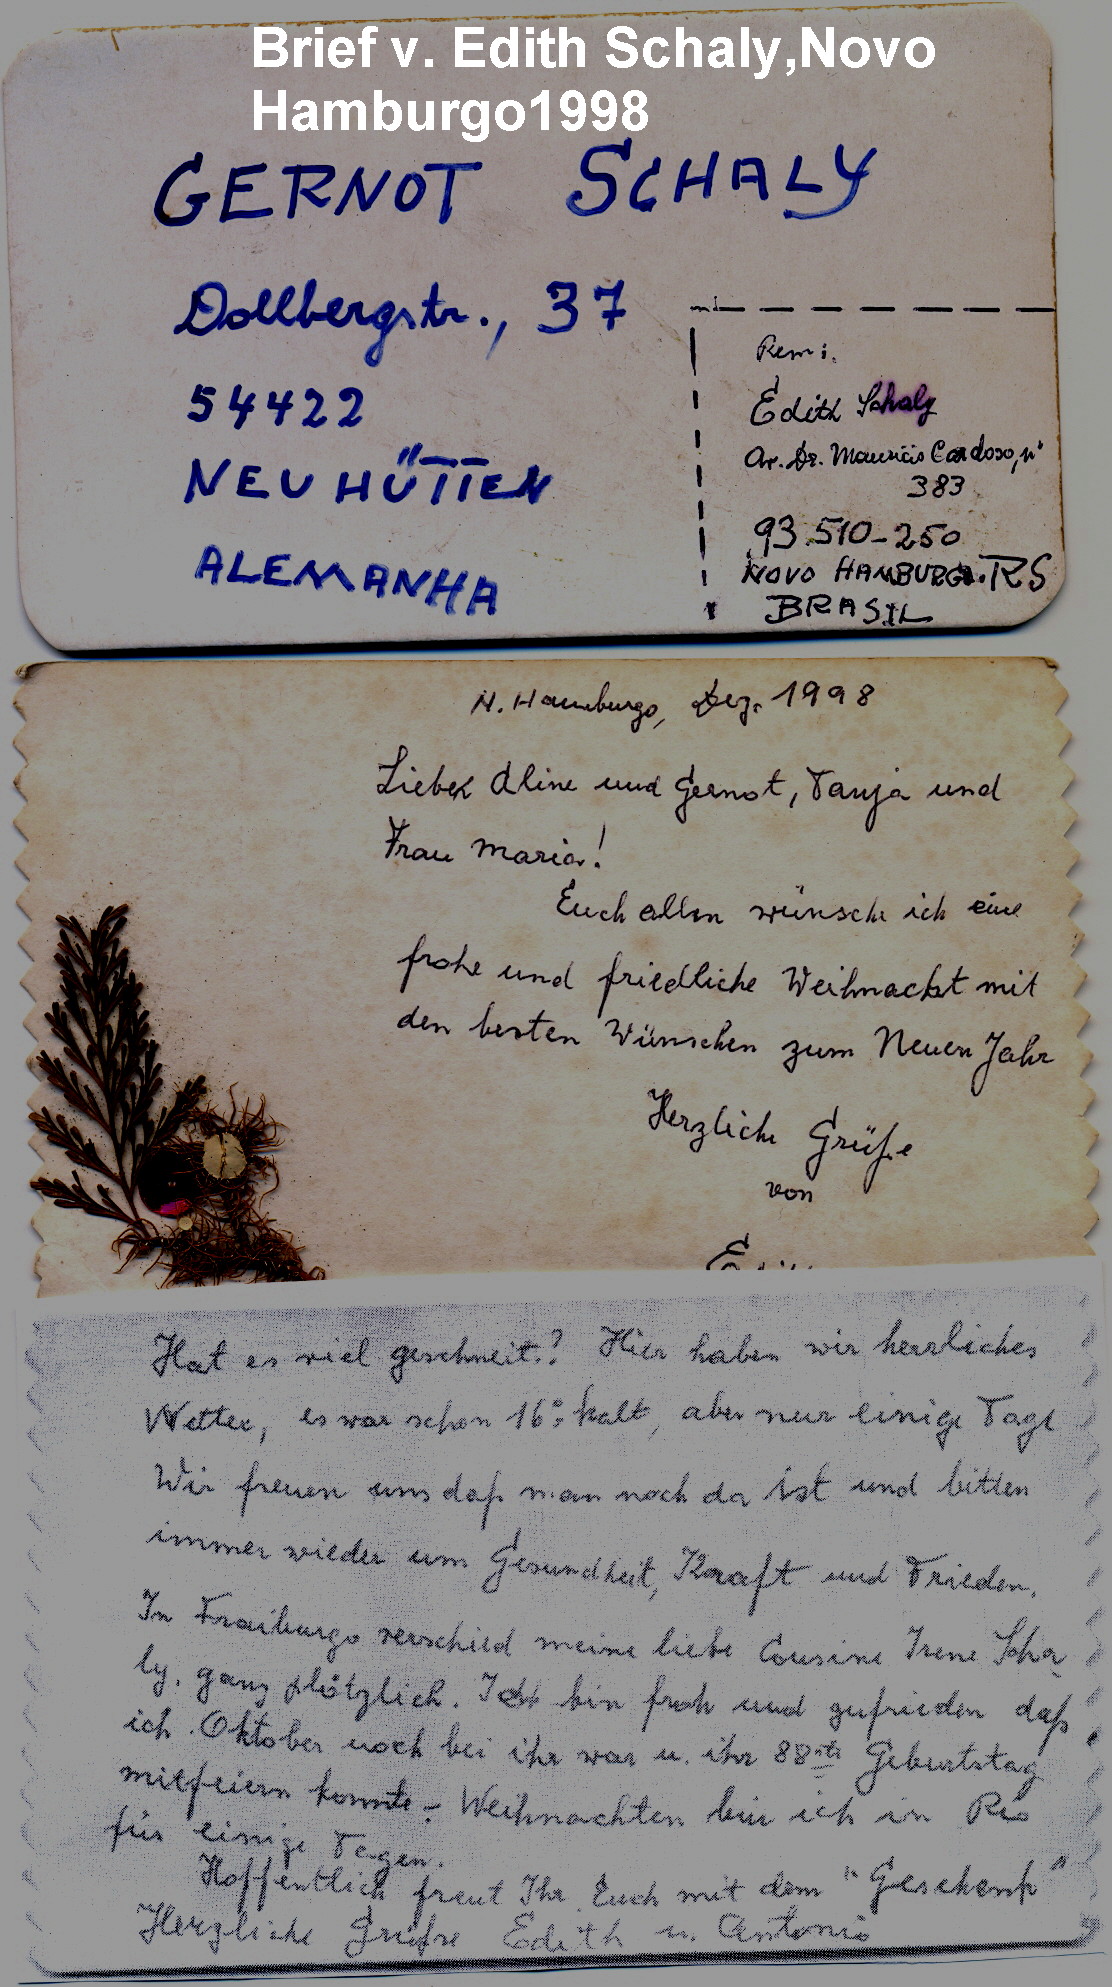 Brief v. Edith Schaly,Novo
Hamburgo1998
GERNOT SCHALY
Dollbergstr., 37
54422
NEUHÜTTEN
ALEMANHA
Remi.
Edith Schaly
Av. Dr. Mauricio Cardoso, nº
383
93.510-250
NOVO HAMBURGO.RS
BRASIL
N. Hamburgo, Dez. 1998
Liebe Aline und Gernot, Tanja und
Frau Maria!
Euch allen wünsche ich eine
frohe und friedliche Weihnacht mit
den besten Wünschen zum Neuen Jahr
Herzliche Grüße
von
Hat es viel geschneit? Hier haben wir herrliches
Wetter, es war schon 16° kalt, aber nur einige Tage
Wir freuen uns daß man noch da ist und bitten
immer wieder um Gesundheit, Kraft und Frieden.
In Fraiburgo verschied meine liebe Cousine Irene Scha-
ly, ganz plötzlich. Ich bin froh und zufrieden daß
ich Oktober noch bei ihr war u. ihr 88ste Geburtstag
mitfeiern konnte - Weihnachten bin ich in Rio
für einige Tagen.
Hoffentlich freut Ihr Euch mit dem "Geschenk"
Herzliche Grüße Edith u. Antonio